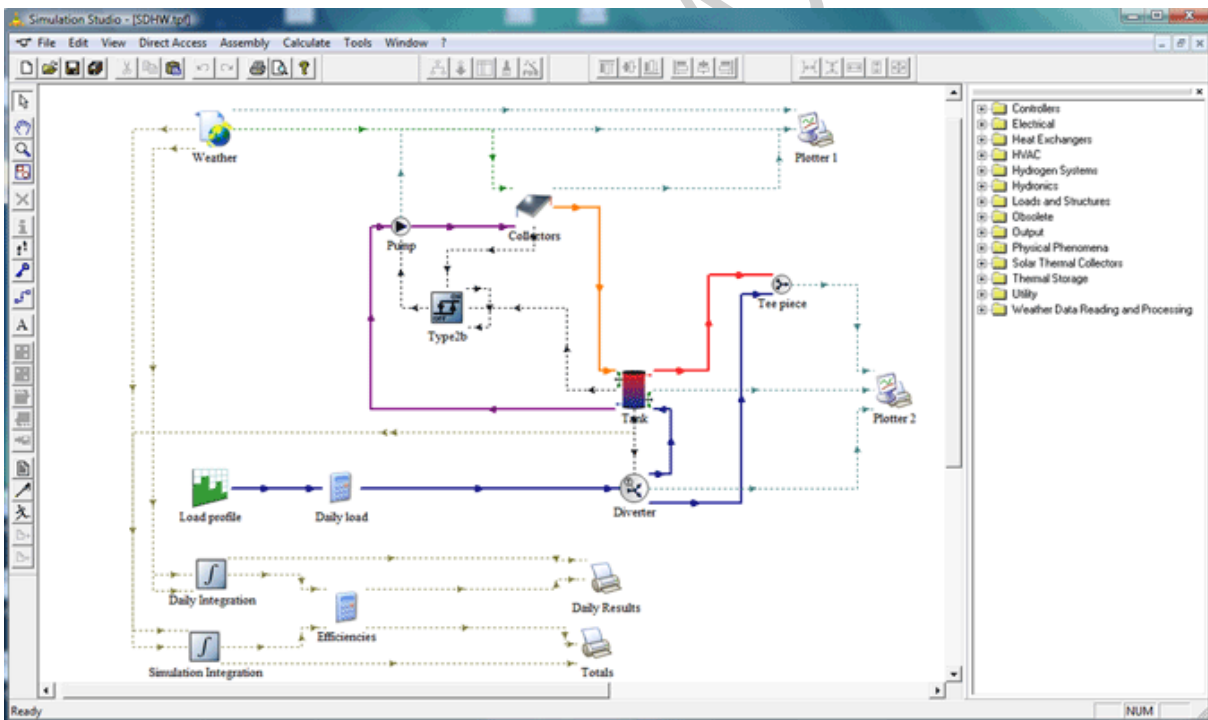 Simulation Studio - [SDHW.tpf]
File Edit View Direct Access Assembly Calculate Tools Window ?
Weather
Plotter 1
Controllers
Electrical
Heat Exchangers
HVAC
Hydrogen Systems
Hydronics
Loads and Structures
Obsolete
Output
Physical Phenomena
Solar Thermal Collectors
Thermal Storage
Utility
Weather Data Reading and Processing
Pump
Collectors
ON
OFF
Type2b
Tee piece
Tank
Plotter 2
Load profile
Daily load
Diverter
Daily Integration
Efficiencies
Daily Results
Simulation Integration
Totals
Ready
NUM